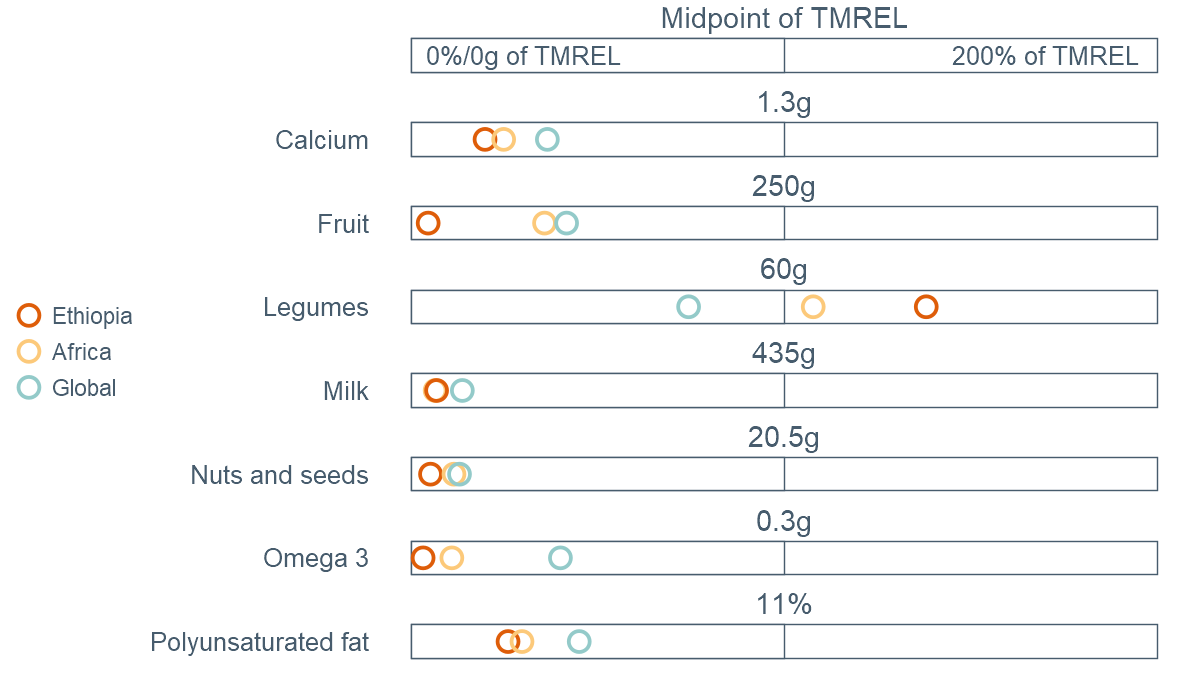 Midpoint of TMREL
0%/0g of TMREL 200% of TMREL
1.3g
Calcium
250g
Fruit
60g
Legumes
435g
Milk
20.5g
Nuts and seeds
0.3g
Omega 3
11%
Polyunsaturated fat
Ethiopia
Africa
Global